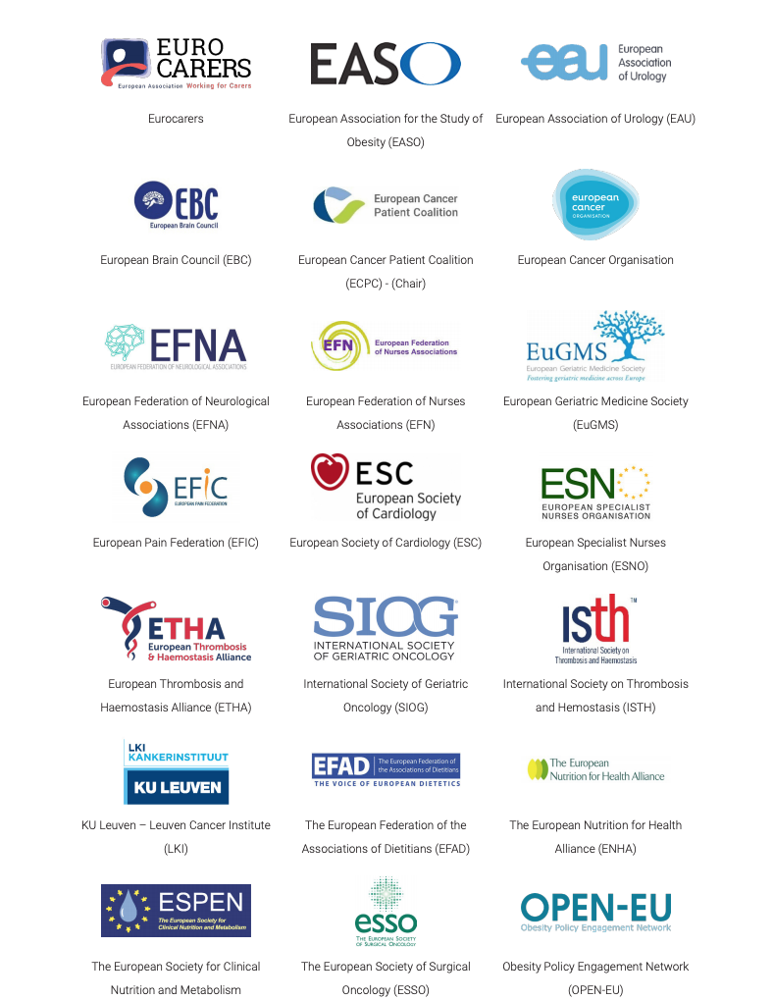 EURO
CARERS
European Association Working for Carers
EASO
eau
European
Association
of Urology
Eurocarers
European Association for the Study of
Obesity (EASO)
European Association of Urology (EAU)
EBC
European Brain Council
European Cancer
Patient Coalition
european
cancer
ORGANISATION
European Brain Council (EBC)
European Cancer Patient Coalition
(ECPC) - (Chair)
European Cancer Organisation
EFNA
EUROPEAN FEDERATION OF NEUROLOGICAL ASSOCIATIONS
EFN
European Federation
of Nurses Associations
EuGMS
European Geriatric Medicine Society
Fostering geriatric medicine across Europe
European Federation of Neurological
Associations (EFNA)
European Federation of Nurses
Associations (EFN)
European Geriatric Medicine Society
(EuGMS)
EFiC
EUROPEAN PAIN FEDERATION
ESC
European Society
of Cardiology
ESNO
EUROPEAN SPECIALIST
NURSES ORGANISATION
European Pain Federation (EFIC)
European Society of Cardiology (ESC)
European Specialist Nurses
Organisation (ESNO)
ETHA
European Thrombosis
& Haemostasis Alliance
SIOG®
INTERNATIONAL SOCIETY
OF GERIATRIC ONCOLOGY
isth™
International Society on
Thrombosis and Haemostasis
European Thrombosis and
Haemostasis Alliance (ETHA)
International Society of Geriatric
Oncology (SIOG)
International Society on Thrombosis
and Hemostasis (ISTH)
LKI
KANKERINSTITUUT
KU LEUVEN
EFAD
The European Federation of
the Associations of Dietitians
THE VOICE OF EUROPEAN DIETETICS
The European
Nutrition for Health Alliance
KU Leuven – Leuven Cancer Institute
(LKI)
The European Federation of the
Associations of Dietitians (EFAD)
The European Nutrition for Health
Alliance (ENHA)
ESPEN
The European Society for
Clinical Nutrition and Metabolism
esso
THE EUROPEAN SOCIETY
OF SURGICAL ONCOLOGY
OPEN-EU
Obesity Policy Engagement Network
The European Society for Clinical
Nutrition and Metabolism
The European Society of Surgical
Oncology (ESSO)
Obesity Policy Engagement Network
(OPEN-EU)